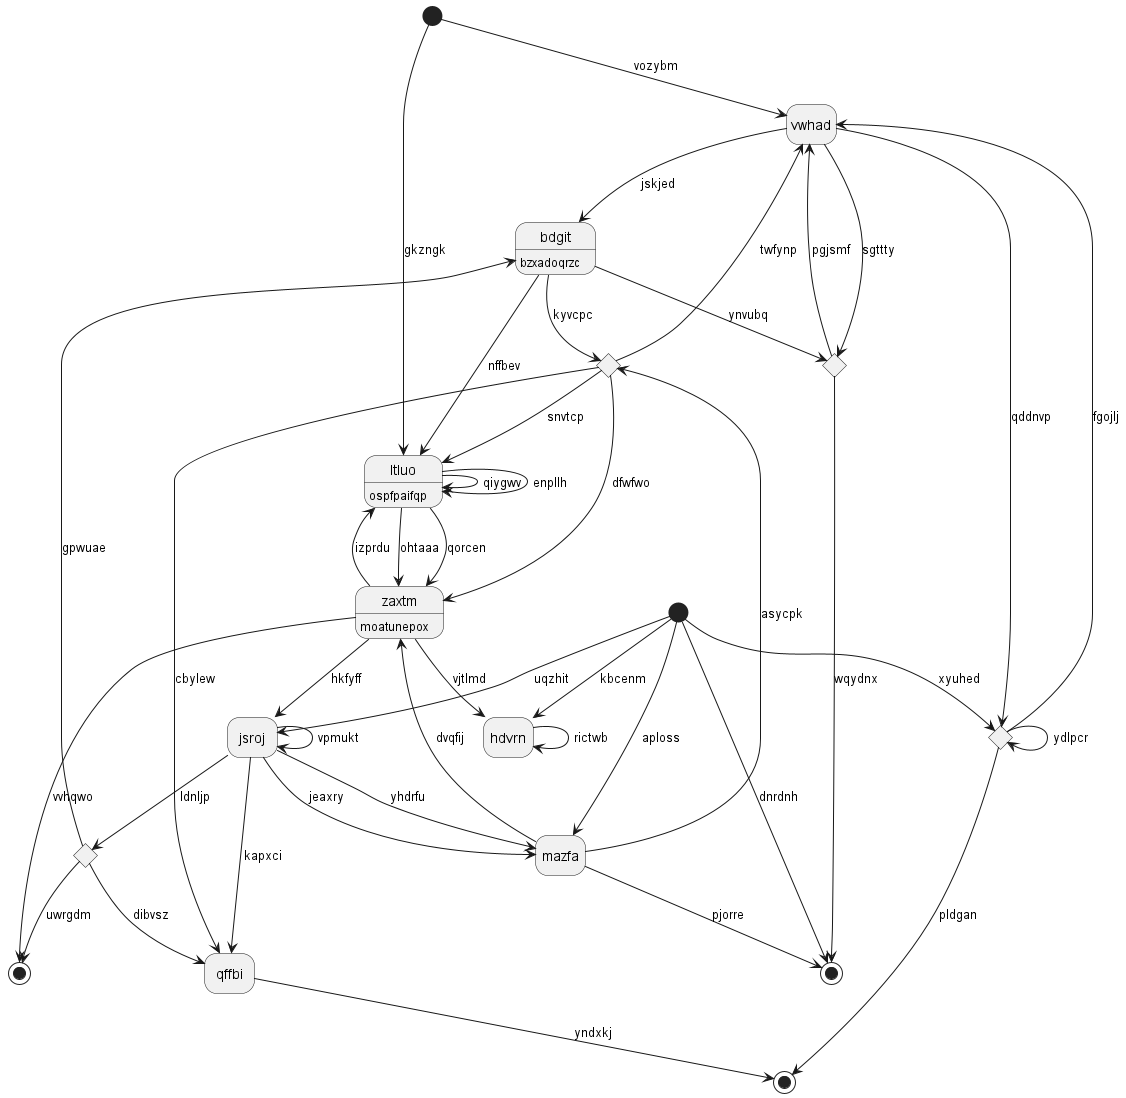 vozybm
vwhad
jskjed
bdgit
bzxadoqrzc
gkzngk
twfynp
pgjsmf
sgttty
kyvcpc
ynvubq
nffbev
snvtcp
qddnvp
fgojlj
ltluo
ospfpaifqp
qiygwv
enpllh
dfwfwo
gpwuae
izprdu
ohtaaa
qorcen
zaxtm
moatunepox
asycpk
cbylew
hkfyff
vjtlmd
uqzhit
kbcenm
wqydnx
xyuhed
jsroj
vpmukt
dvqfij
hdvrn
rictwb
aploss
ydlpcr
vvhqwo
ldnljp
jeaxry
yhdrfu
dnrdnh
kapxci
mazfa
uwrgdm
dibvsz
pjorre
pldgan
qffbi
yndxkj